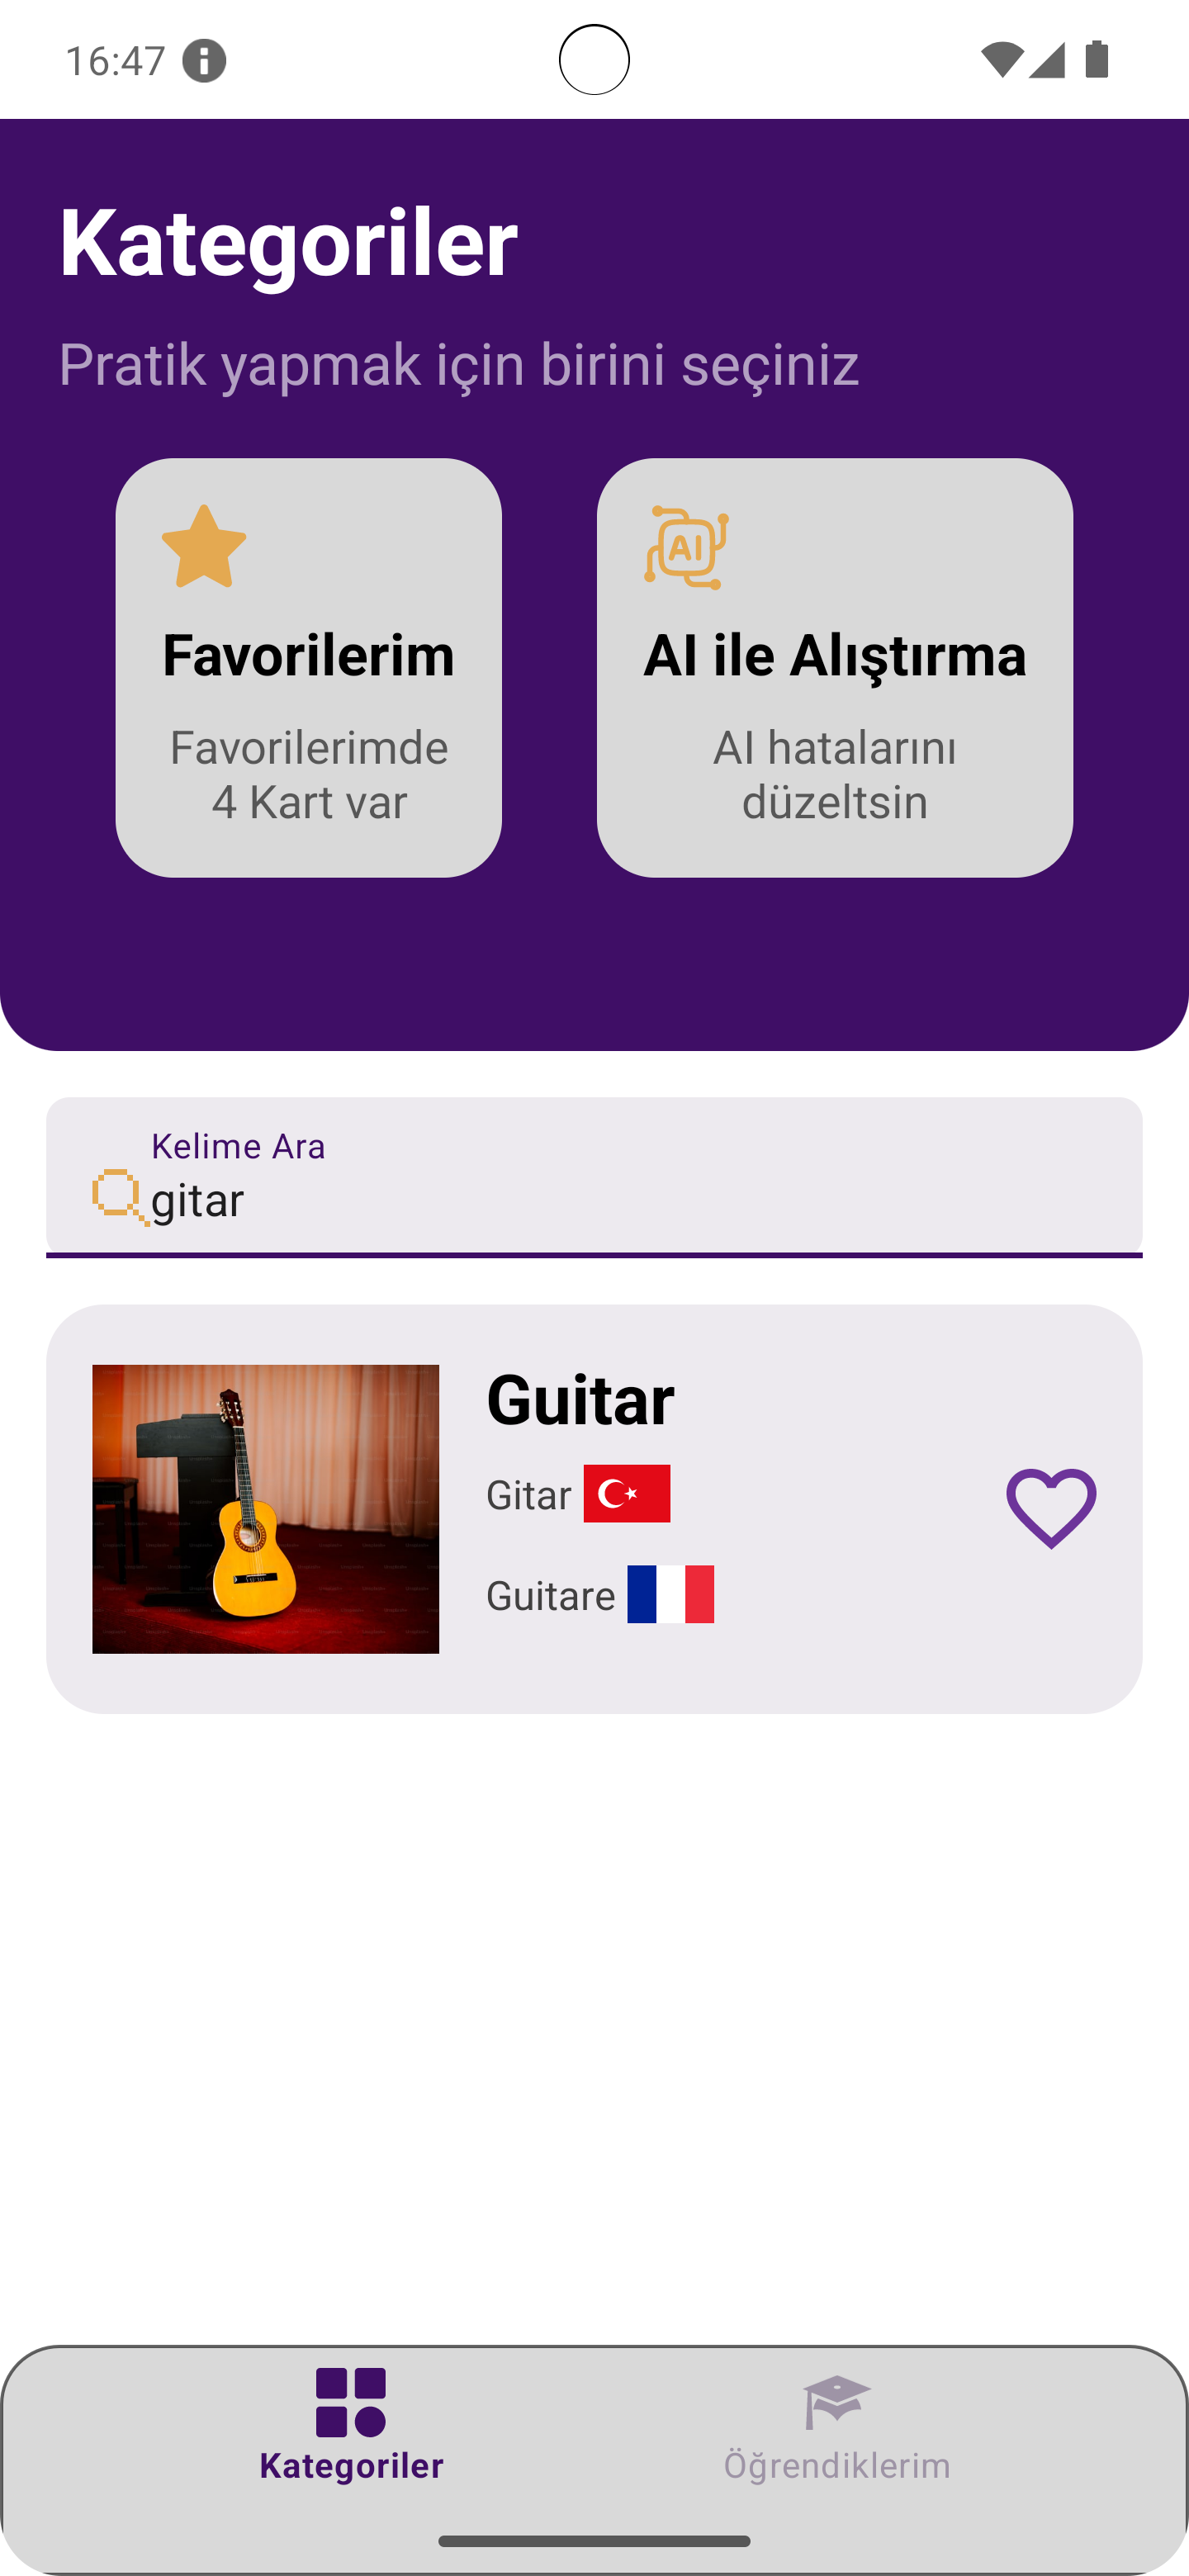 16:47
Kategoriler
Pratik yapmak için birini seçiniz
AI
Favorilerim
AI ile Alıştırma
Favorilerimde
4 Kart var
AI hatalarını
düzeltsin
Kelime Ara
gitar
Guitar
Gitar
Guitare
Kategoriler
Öğrendiklerim